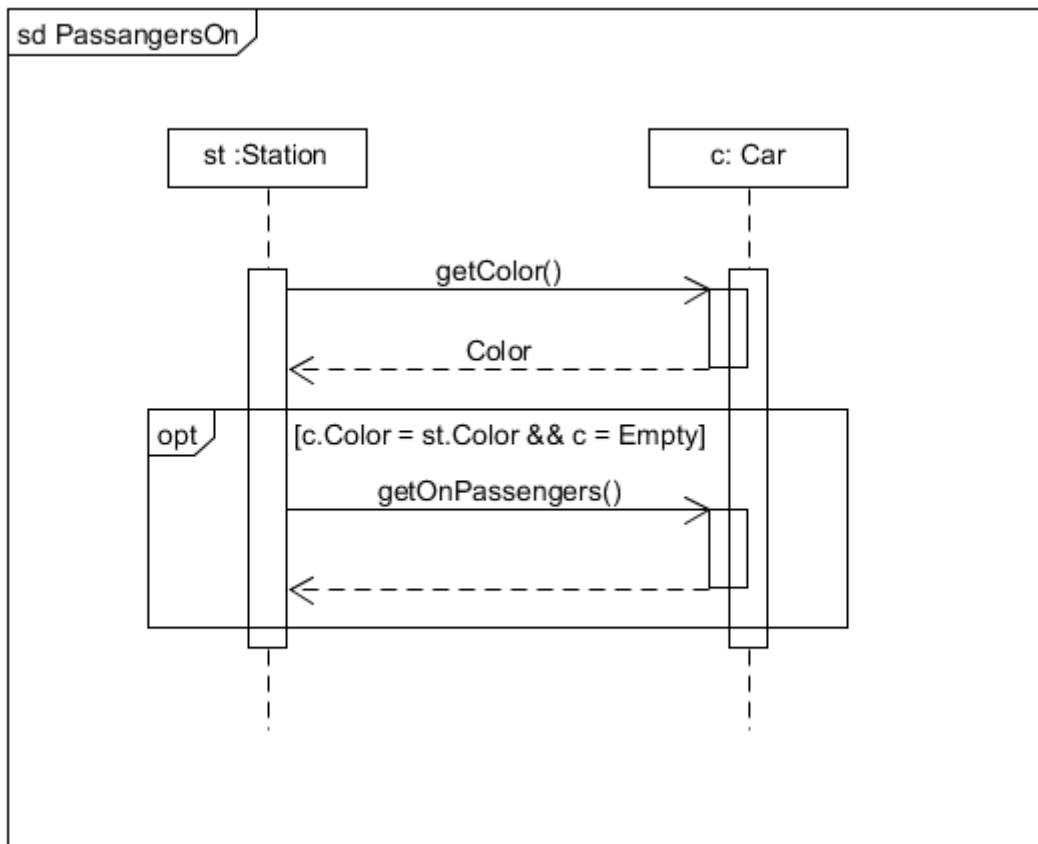 sd PassangersOn
st :Station
c: Car
getColor()
Color
opt
[c.Color = st.Color && c = Empty]
getOnPassengers()